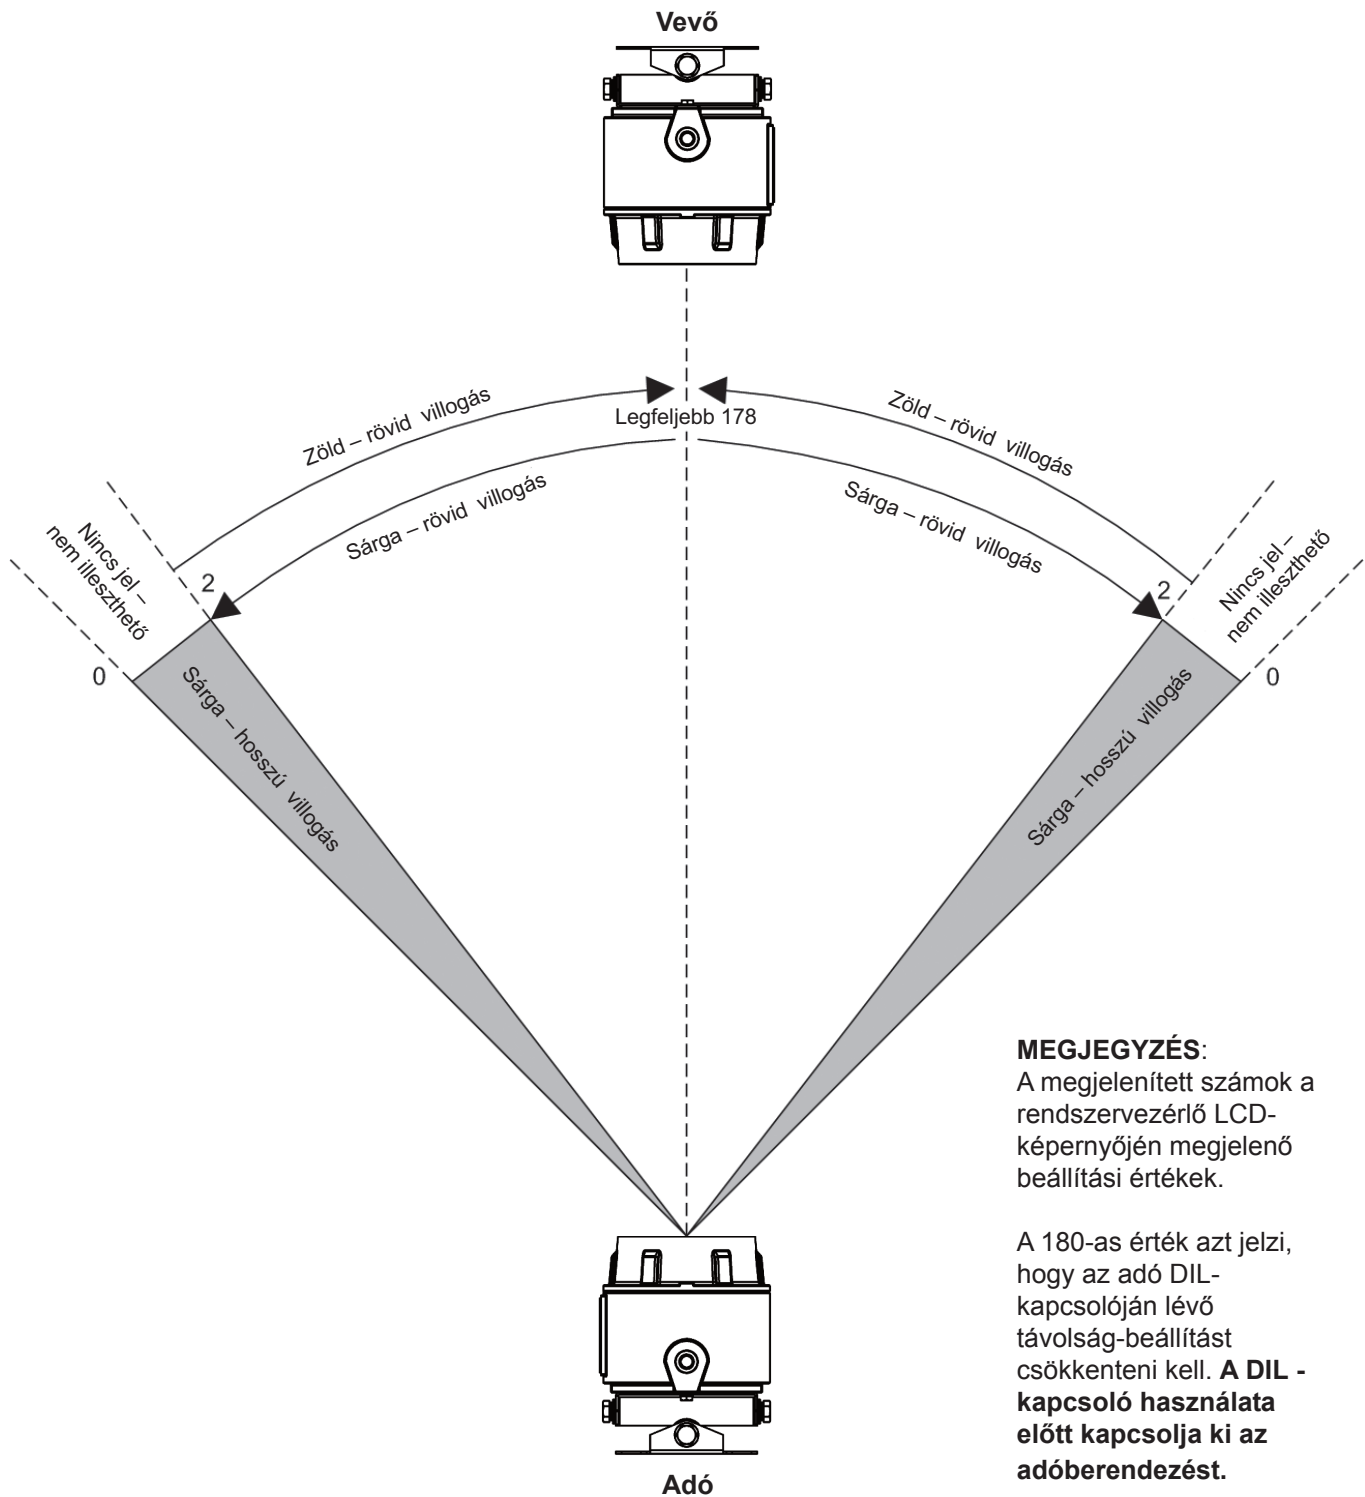 Vevő
Zöld – rövid villogás
Zöld – rövid villogás
Legfeljebb 178
Sárga – rövid villogás
Sárga – rövid villogás
Nincs jel –
nem illeszthető
Nincs jel –
nem illeszthető
2
2
0
0
Sárga – hosszú villogás
Sárga – hosszú villogás
MEGJEGYZÉS:
A megjelenített számok a
rendszervezérlő LCD-
képernyőjén megjelenő
beállítási értékek.
A 180-as érték azt jelzi,
hogy az adó DIL-
kapcsolóján lévő
távolság-beállítást
csökkenteni kell. A DIL -
kapcsoló használata
előtt kapcsolja ki az
adóberendezést.
Adó